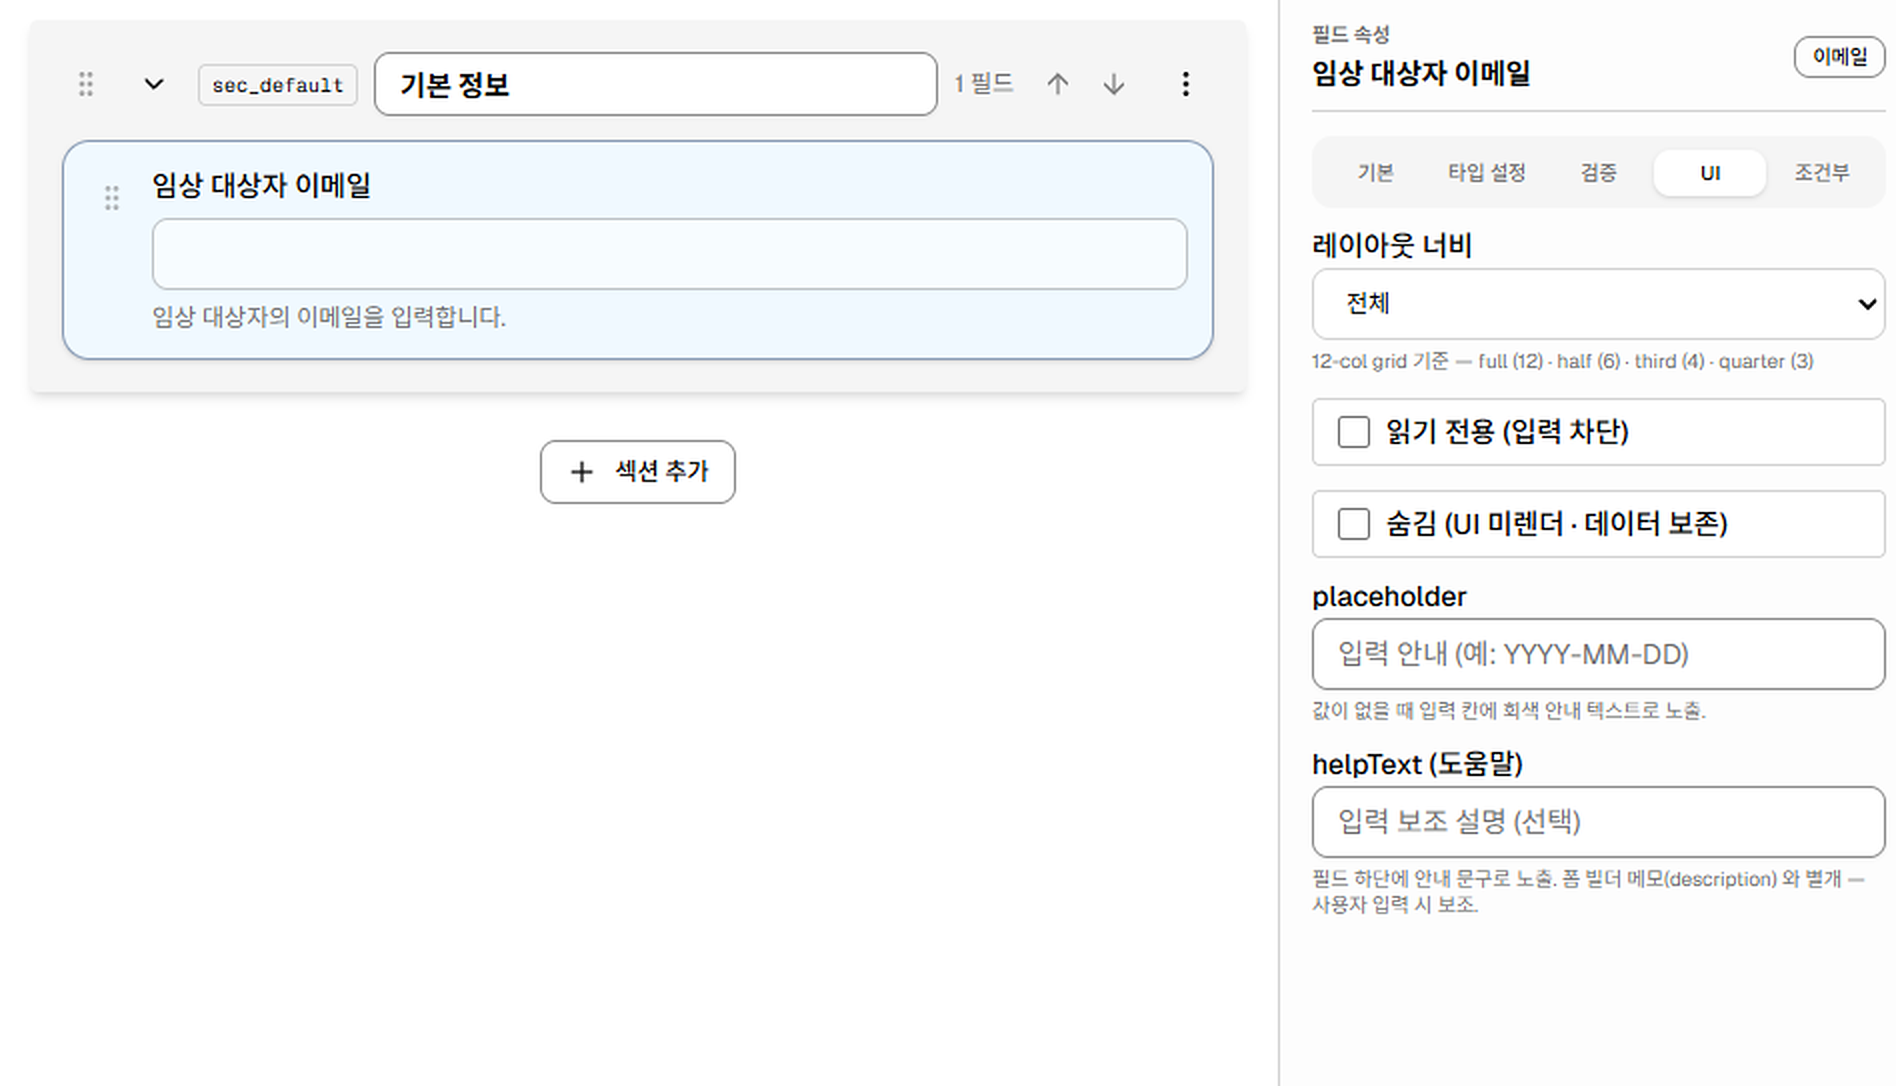 sec_default
기본 정보
1 필드
임상 대상자 이메일
임상 대상자의 이메일을 입력합니다.
섹션 추가
필드 속성
임상 대상자 이메일
이메일
기본
타입 설정
검증
UI
조건부
레이아웃 너비
전체
12-col grid 기준 — full (12) · half (6) · third (4) · quarter (3)
읽기 전용 (입력 차단)
숨김 (UI 미렌더 · 데이터 보존)
placeholder
입력 안내 (예: YYYY-MM-DD)
값이 없을 때 입력 칸에 회색 안내 텍스트로 노출.
helpText (도움말)
입력 보조 설명 (선택)
필드 하단에 안내 문구로 노출. 폼 빌더 메모(description) 와 별개 —
사용자 입력 시 보조.